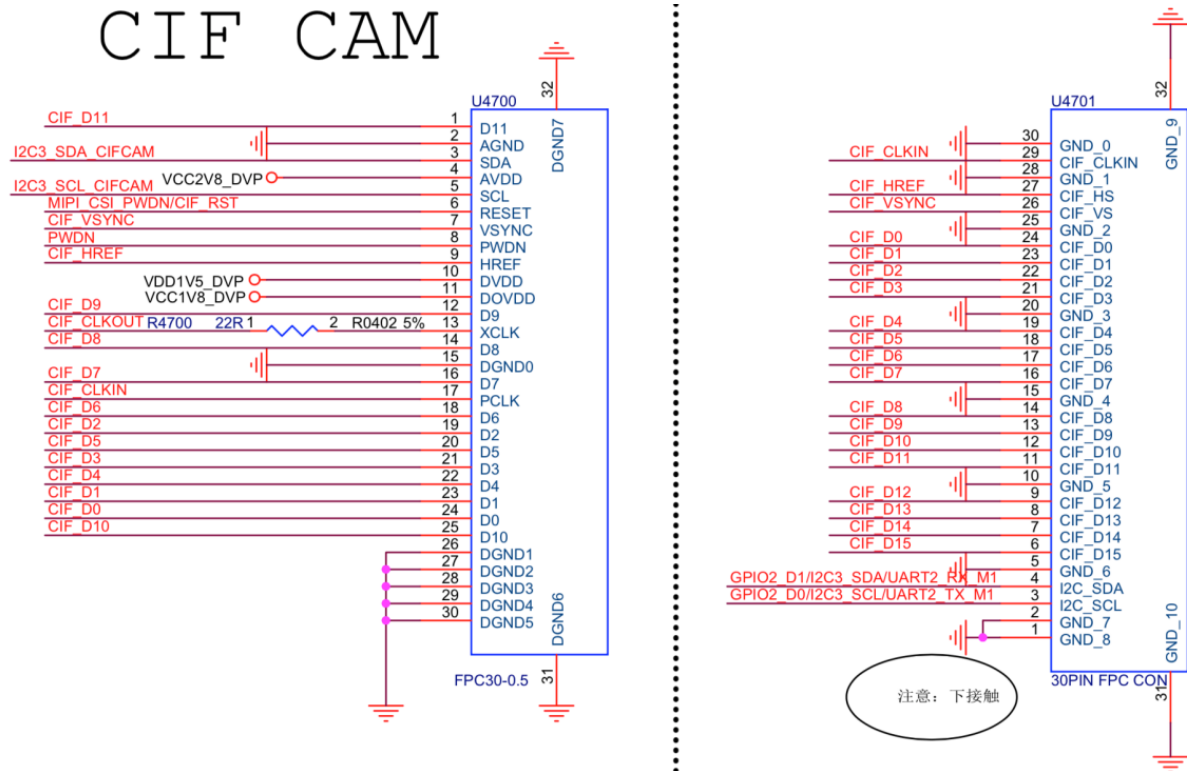 CIF CAM
U4700
32
DGND7
CIF_D11 1 D11
2 AGND
I2C3_SDA_CIFCAM 3 SDA
VCC2V8_DVP 4 AVDD
I2C3_SCL_CIFCAM 5 SCL
MIPI_CSI_PWDN/CIF_RST 6 RESET
CIF_VSYNC 7 VSYNC
PWDN 8 PWDN
CIF_HREF 9 HREF
VDD1V5_DVP 10 DVDD
VCC1V8_DVP 11 DOVDD
CIF_D9 12 D9
CIF_CLKOUT R4700 22R 1 2 R0402 5% 13 XCLK
CIF_D8 14 D8
15 DGND0
CIF_D7 16 D7
CIF_CLKIN 17 PCLK
CIF_D6 18 D6
CIF_D2 19 D2
CIF_D5 20 D5
CIF_D3 21 D3
CIF_D4 22 D4
CIF_D1 23 D1
CIF_D0 24 D0
CIF_D10 25 D10
26 DGND1
27 DGND2
28 DGND3
29 DGND4
30 DGND5
DGND6
31
FPC30-0.5
U4701
32
GND_9
30 GND_0
CIF_CLKIN 29 CIF_CLKIN
28 GND_1
CIF_HREF 27 CIF_HS
CIF_VSYNC 26 CIF_VS
25 GND_2
CIF_D0 24 CIF_D0
CIF_D1 23 CIF_D1
CIF_D2 22 CIF_D2
CIF_D3 21 CIF_D3
20 GND_3
CIF_D4 19 CIF_D4
CIF_D5 18 CIF_D5
CIF_D6 17 CIF_D6
CIF_D7 16 CIF_D7
15 GND_4
CIF_D8 14 CIF_D8
CIF_D9 13 CIF_D9
CIF_D10 12 CIF_D10
CIF_D11 11 CIF_D11
10 GND_5
CIF_D12 9 CIF_D12
CIF_D13 8 CIF_D13
CIF_D14 7 CIF_D14
CIF_D15 6 CIF_D15
5 GND_6
GPIO2_D1/I2C3_SDA/UART2_RX_M1 4 I2C_SDA
GPIO2_D0/I2C3_SCL/UART2_TX_M1 3 I2C_SCL
2 GND_7
1 GND_8
GND_10
31
30PIN FPC CON
注意：下接触